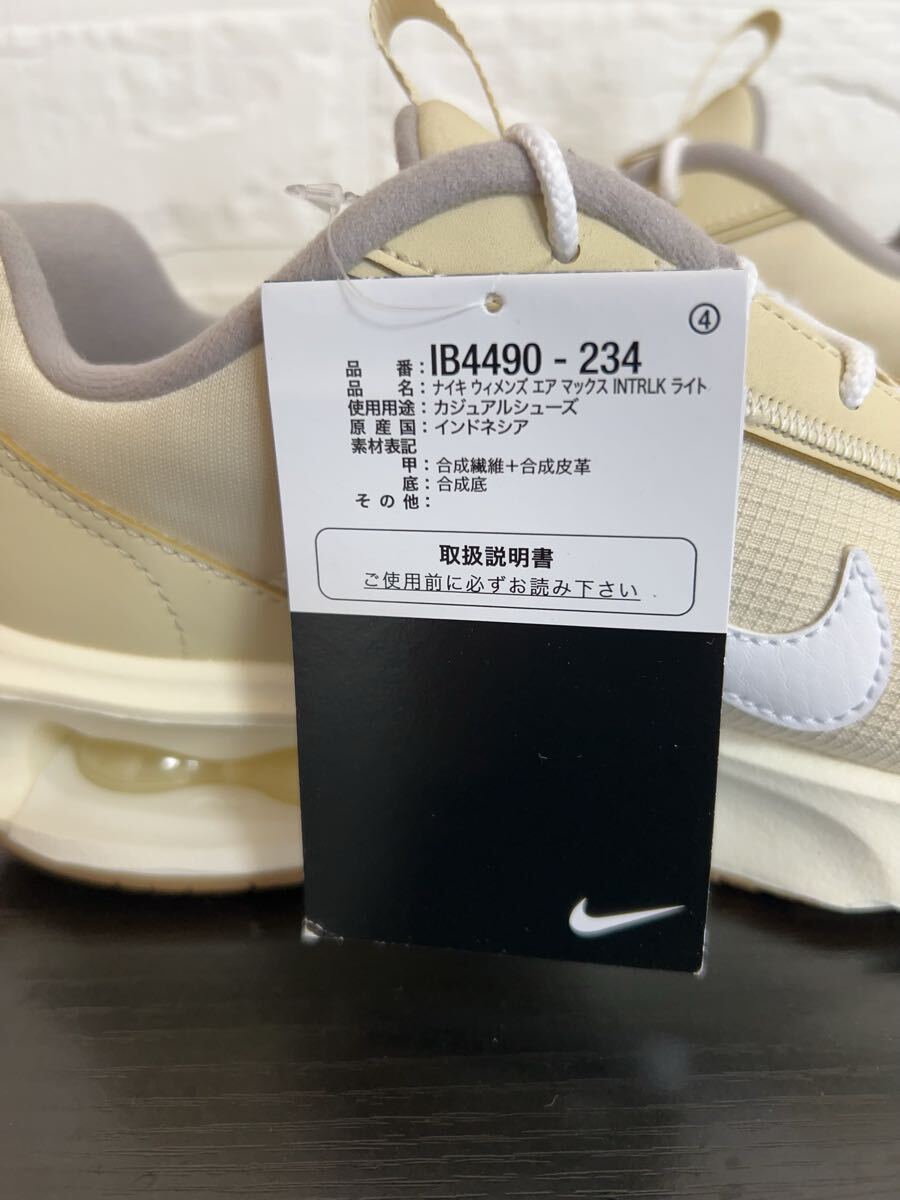 ④
品 番：IB4490 - 234
品 名：ナイキ ウィメンズ エア マックス INTRLK ライト
使用用途：カジュアルシューズ
原 産 国：インドネシア
素材表記
甲：合成繊維＋合成皮革
底：合成底
そ の 他：
取扱説明書
ご使用前に必ずお読み下さい